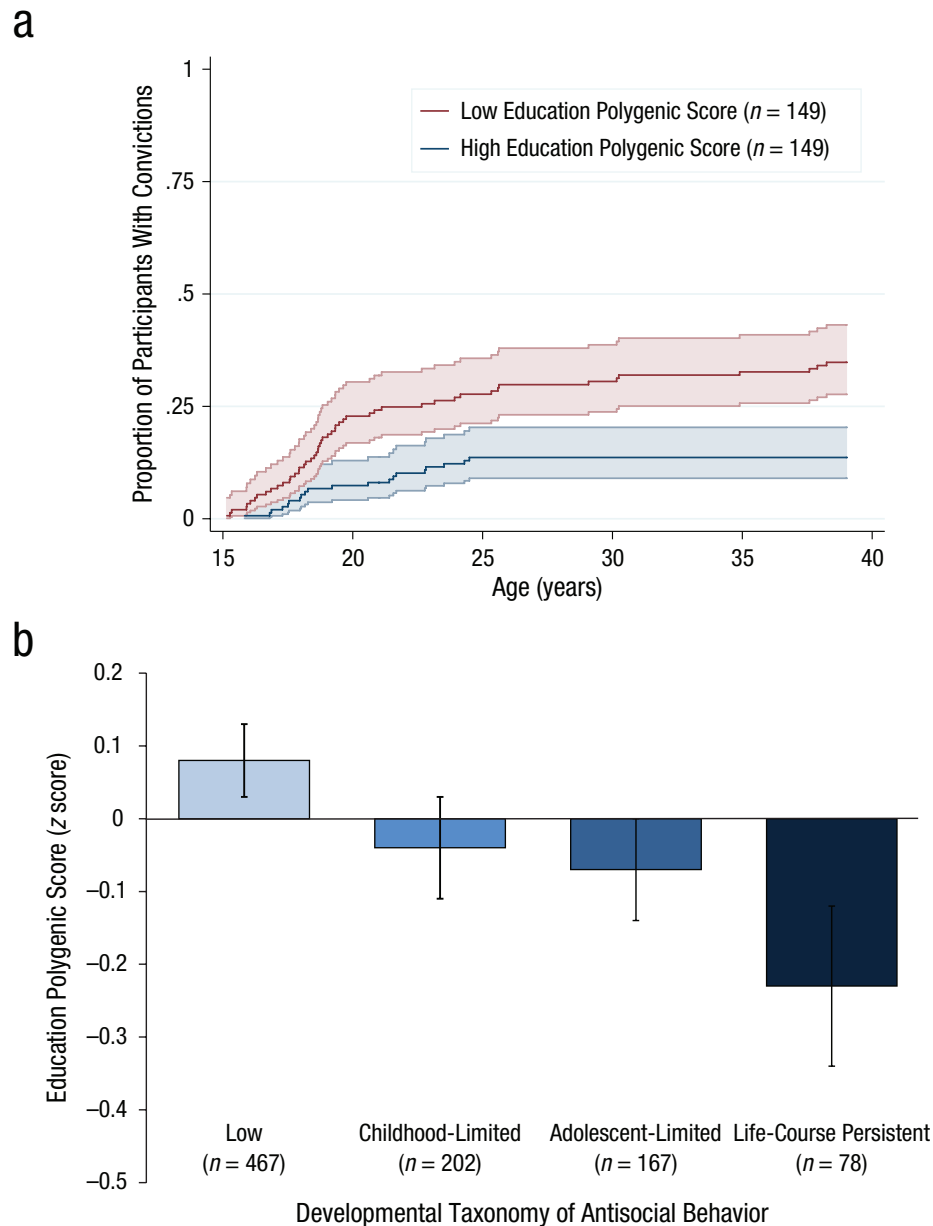 a
Proportion of Participants With Convictions
1
.75
.5
.25
0
Low Education Polygenic Score (n = 149)
High Education Polygenic Score (n = 149)
15 20 25 30 35 40
Age (years)
b
Education Polygenic Score (z score)
0.2
0.1
0
–0.1
–0.2
–0.3
–0.4
–0.5
Low Childhood-Limited Adolescent-Limited Life-Course Persistent
(n = 467) (n = 202) (n = 167) (n = 78)
Developmental Taxonomy of Antisocial Behavior